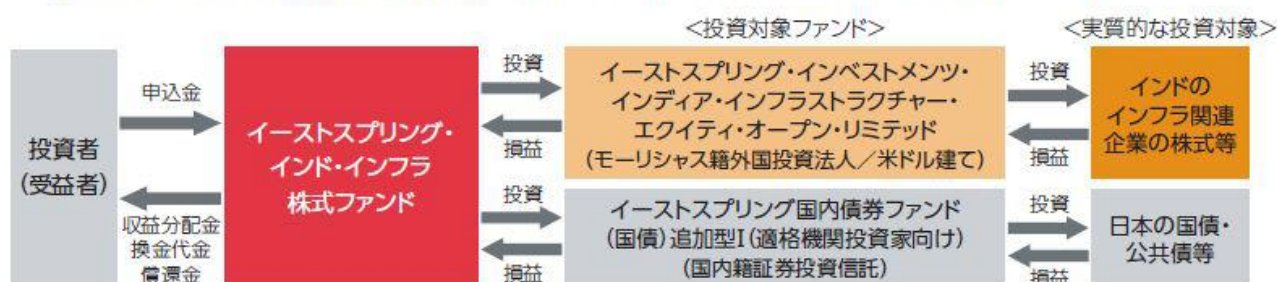 <投資対象ファンド>
<実質的な投資対象>
投資者
(受益者)
申込金
収益分配金
換金代金
償還金
イーストスプリング・
インド・インフラ
株式ファンド
投資
損益
投資
損益
イーストスプリング・インベストメンツ・
インディア・インフラストラクチャー・
エクイティ・オープン・リミテッド
(モーリシャス籍外国投資法人／米ドル建て)
イーストスプリング国内債券ファンド
(国債)追加型I(適格機関投資家向け)
(国内籍証券投資信託)
投資
損益
投資
損益
インドの
インフラ関連
企業の株式等
日本の国債・
公共債等